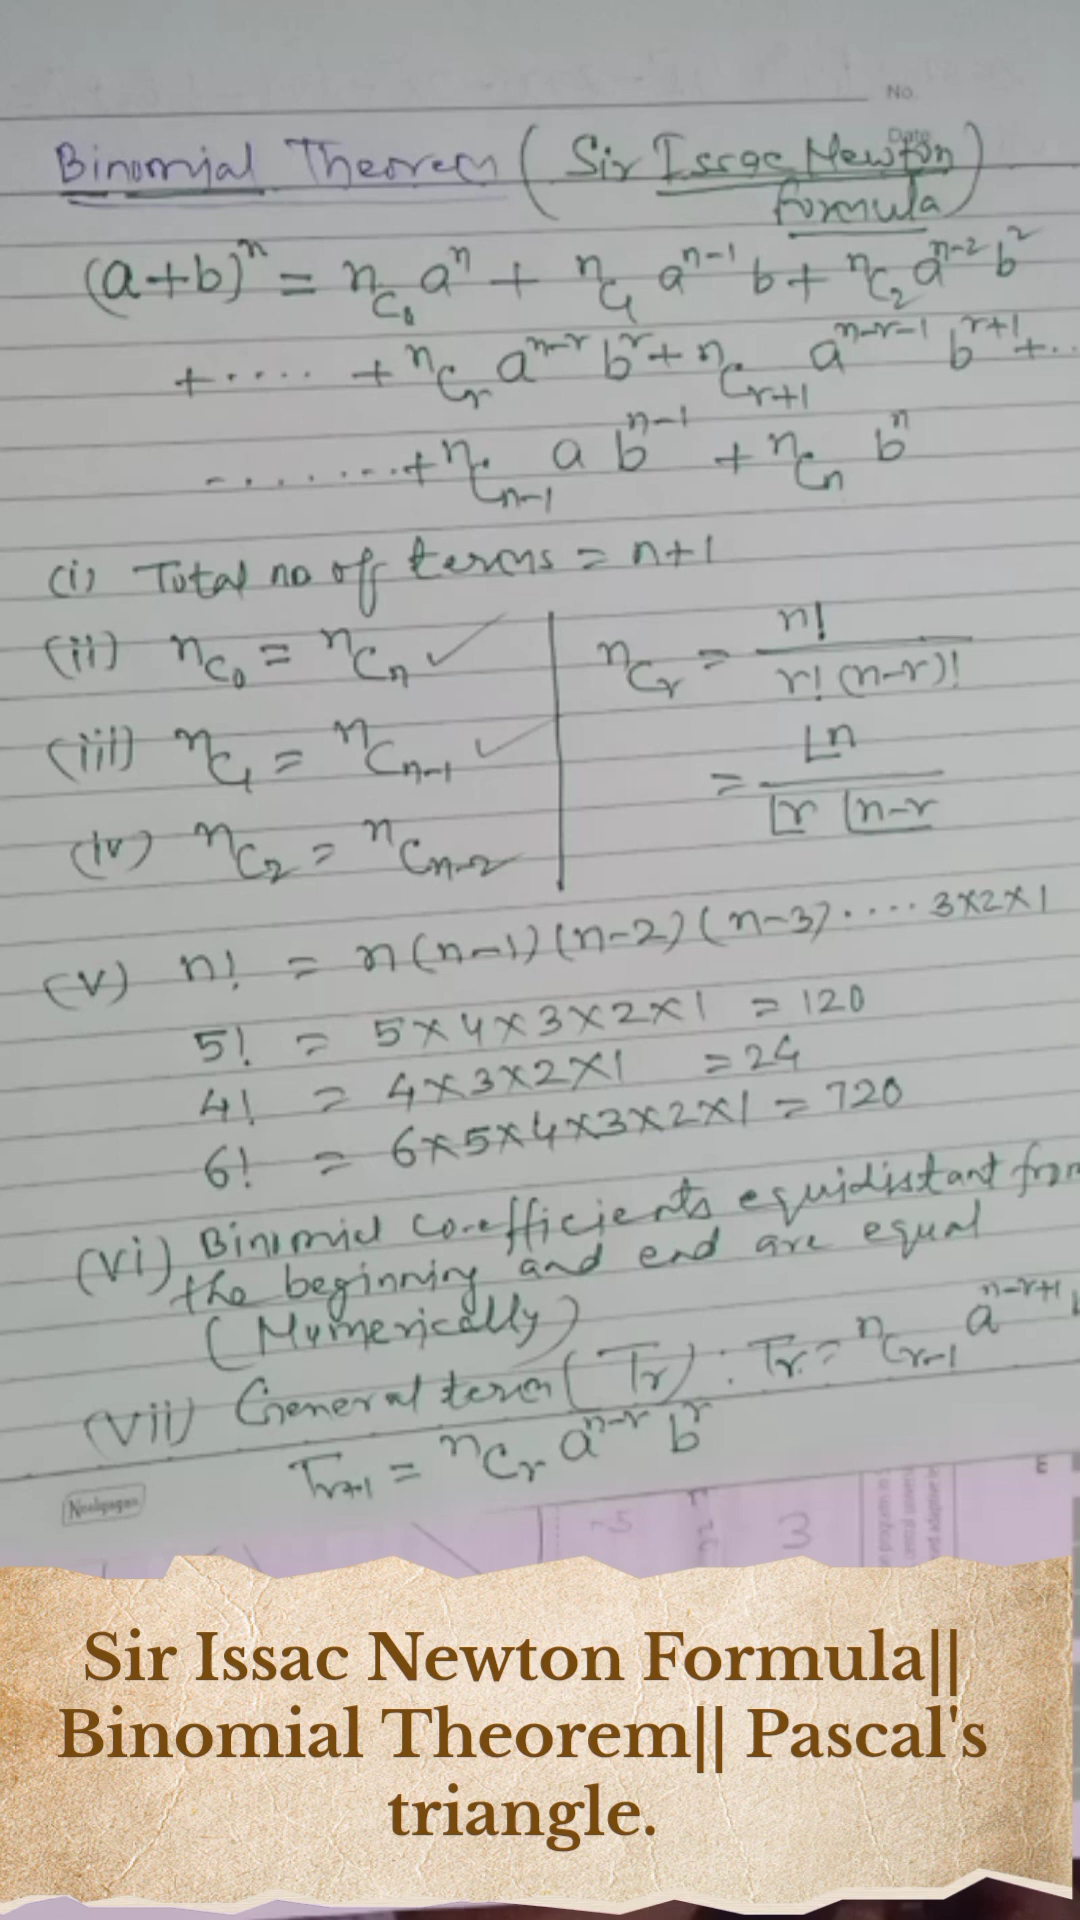 No.
Date
Binomial Theorem ( Sir Issac Newton
Formula)
(a+b)^n = nC0 a^n + nC1 a^n-1 b + nC2 a^n-2 b^2
+ ..... + nCr a^n-r b^r + nCr+1 a^n-r-1 b^r+1 + ..
........ + nCn-1 a b^n-1 + nCn b^n
(i) Total no of terms = n+1
(ii) nC0 = nCn ✓
(iii) nC1 = nCn-1 ✓
(iv) nC2 = nCn-2
nCr = n! / r! (n-r)!
= ⌊n / ⌊r ⌊n-r
(v) n! = n(n-1)(n-2)(n-3) .... 3×2×1
5! = 5×4×3×2×1 = 120
4! = 4×3×2×1 = 24
6! = 6×5×4×3×2×1 = 720
(vi) Binomial co-efficients equidistant from
the beginning and end are equal
(Numerically)
(vii) General term (Tr) : Tr = nCr-1 a^n-r+1
Tr+1 = nCr a^n-r b^r
E
-5
3
Sir Issac Newton Formula||
Binomial Theorem|| Pascal's
triangle.